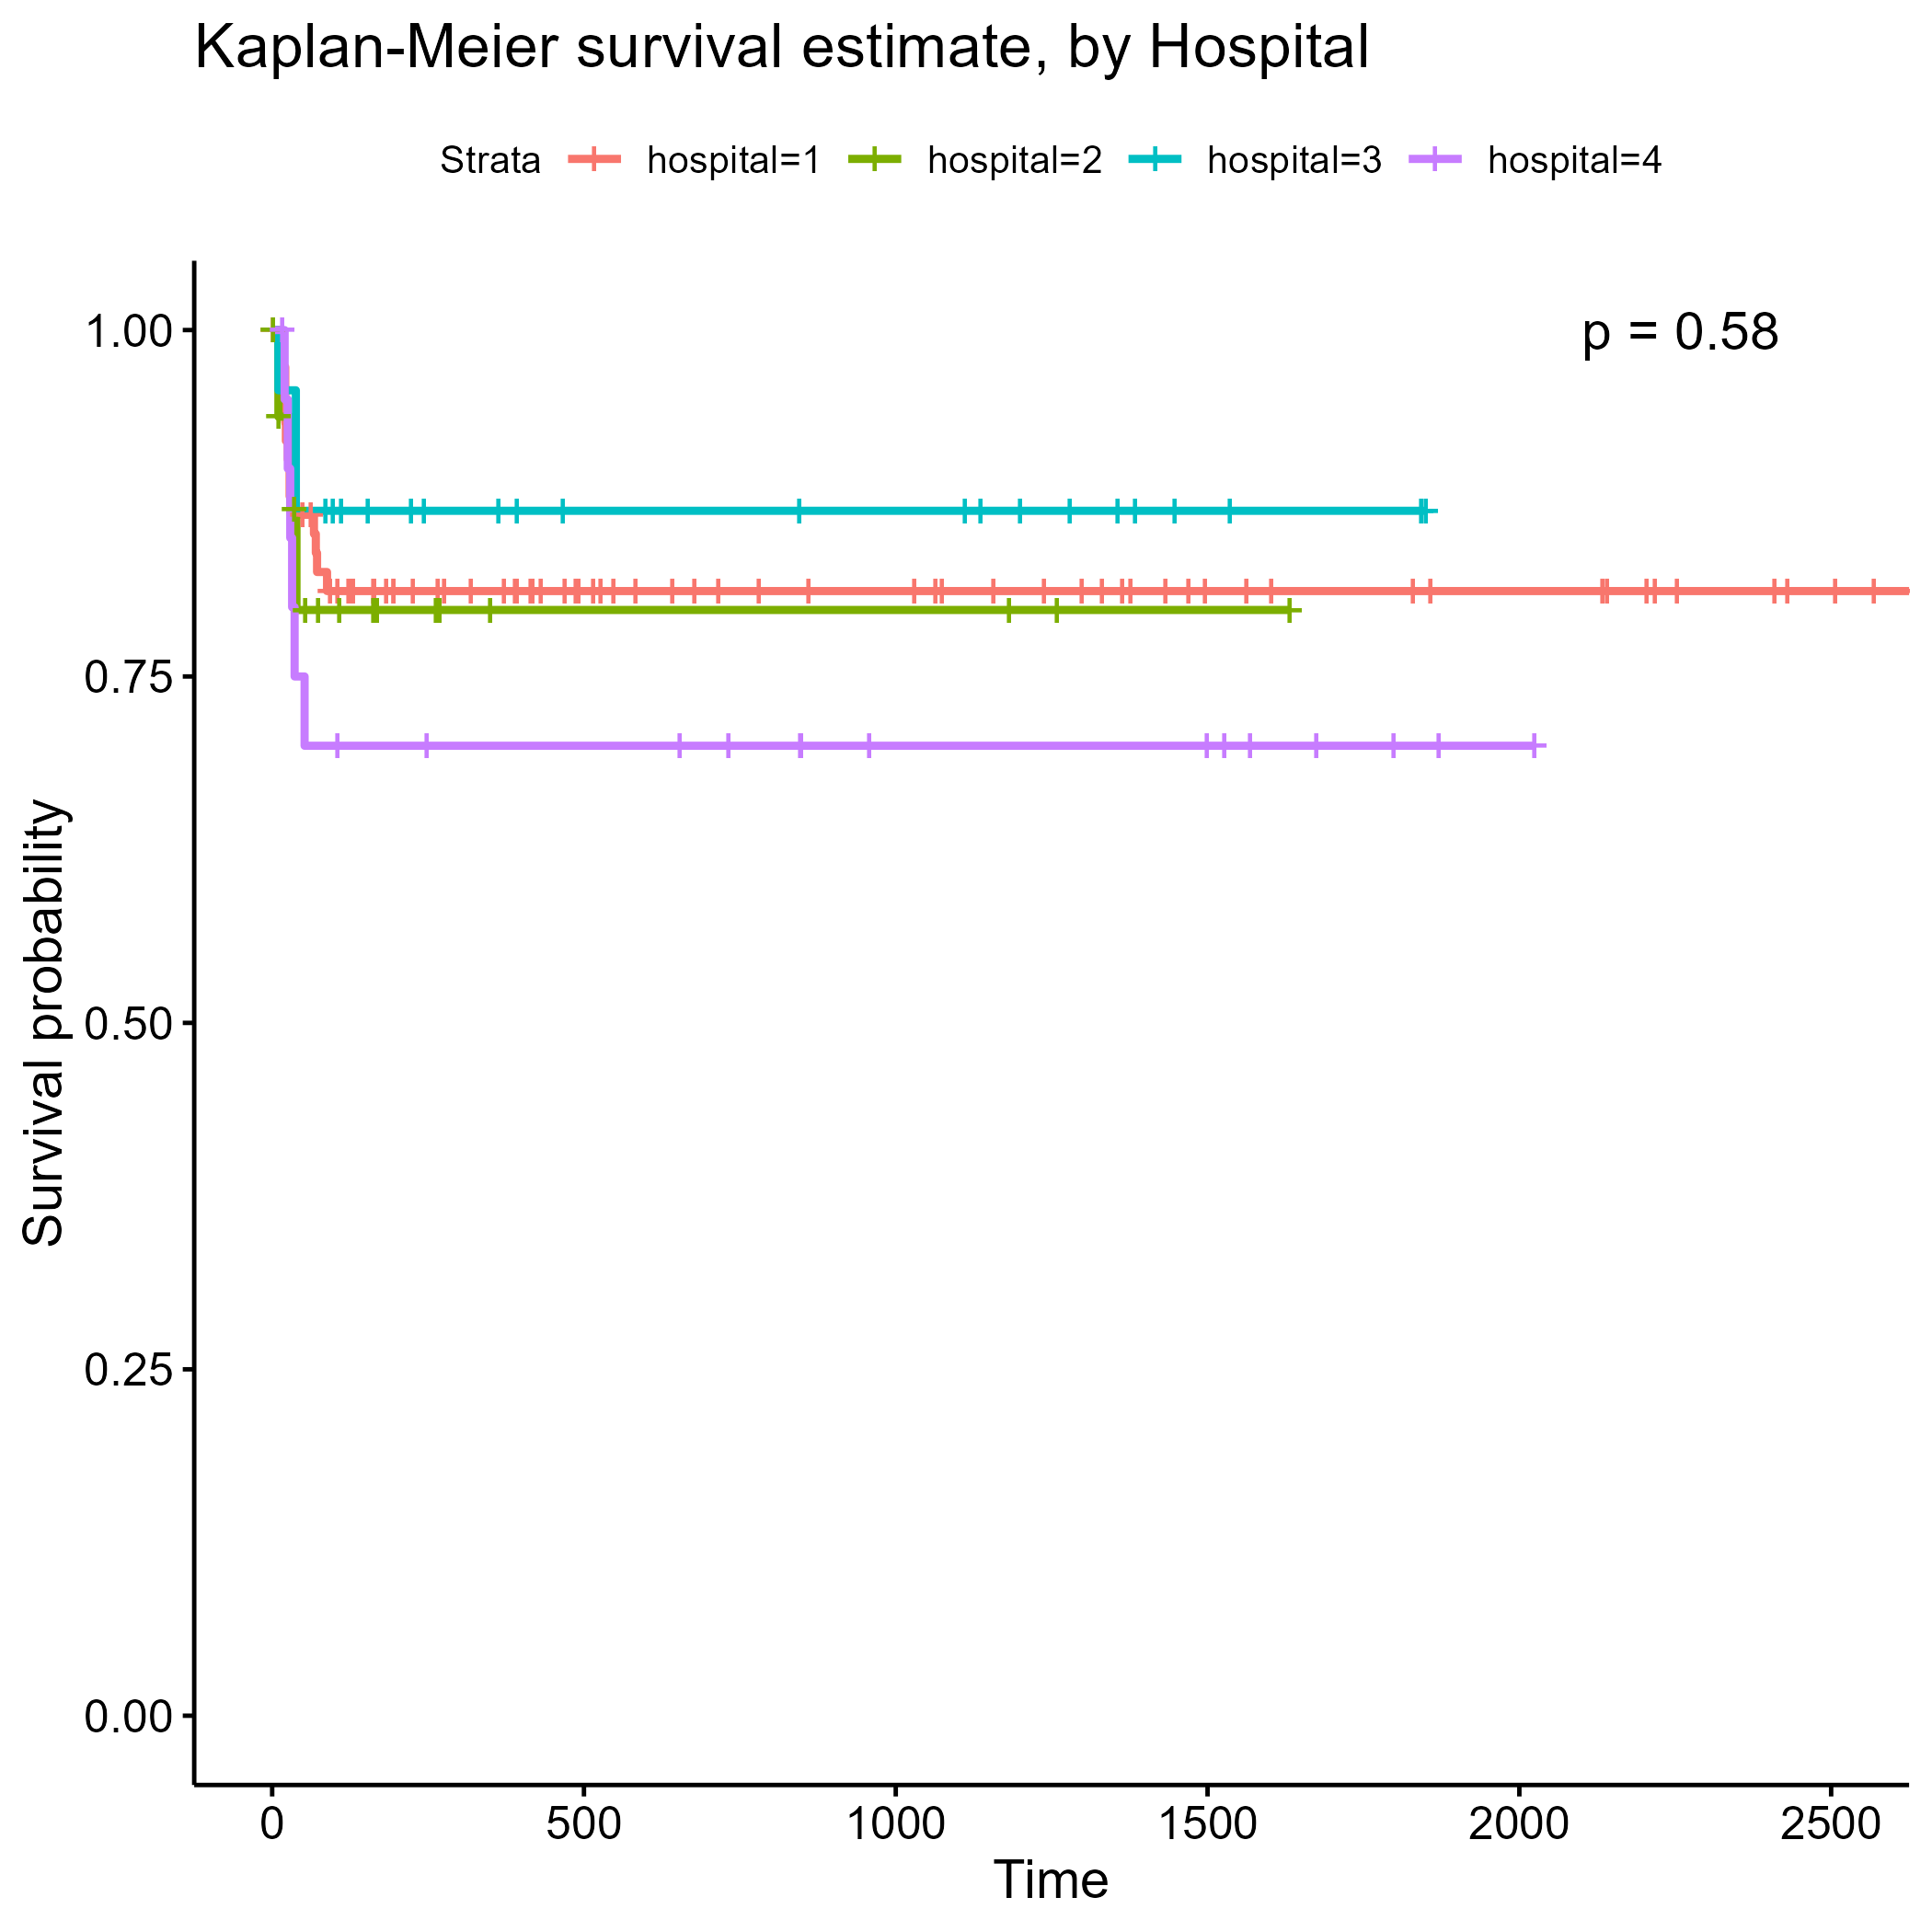 Kaplan-Meier survival estimate, by Hospital
Strata hospital=1 hospital=2 hospital=3 hospital=4
p = 0.58
1.00
0.75
0.50
0.25
0.00
Survival probability
0 500 1000 1500 2000 2500
Time